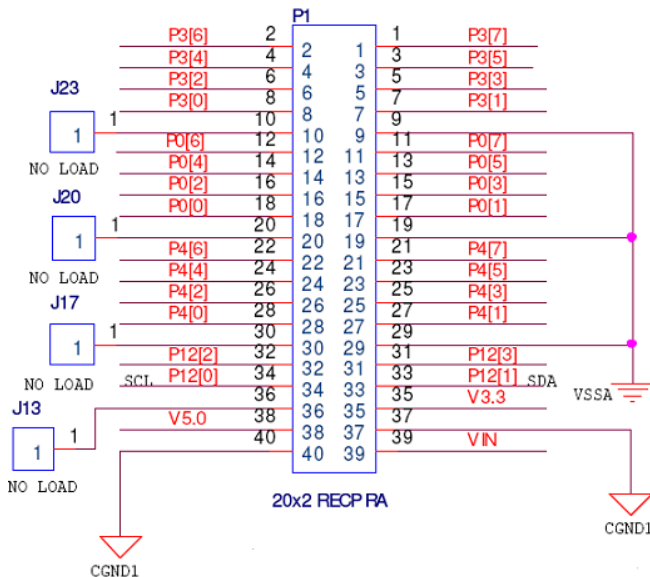 P1
P3[6] 2 1 P3[7]
2 1
P3[4] 4 3 P3[5]
4 3
P3[2] 6 5 P3[3]
6 5
P3[0] 8 7 P3[1]
8 7
J23
1 1 10 9
10 9
NO LOAD
P0[6] 12 11 P0[7]
12 11
P0[4] 14 13 P0[5]
14 13
P0[2] 16 15 P0[3]
16 15
P0[0] 18 17 P0[1]
18 17
J20
1 1 20 19
20 19
NO LOAD
P4[6] 22 21 P4[7]
22 21
P4[4] 24 23 P4[5]
24 23
P4[2] 26 25 P4[3]
26 25
P4[0] 28 27 P4[1]
28 27
J17
1 1 30 29
30 29
NO LOAD
P12[2] 32 31 P12[3]
32 31
SCL P12[0] 34 33 P12[1] SDA
34 33
VSSA
J13
1 1 36 35 V3.3
36 35
NO LOAD
V5.0 38 37
38 37
40 39 VIN
40 39
20x2 RECP RA
CGND1
CGND1